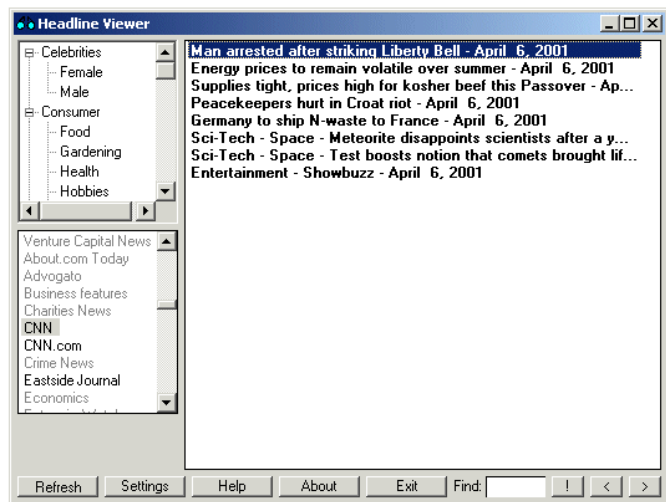 Headline Viewer
Celebrities
Female
Male
Consumer
Food
Gardening
Health
Hobbies
Venture Capital News
About.com Today
Advogato
Business features
Charities News
CNN
CNN.com
Crime News
Eastside Journal
Economics
Man arrested after striking Liberty Bell - April 6, 2001
Energy prices to remain volatile over summer - April 6, 2001
Supplies tight, prices high for kosher beef this Passover - Ap...
Peacekeepers hurt in Croat riot - April 6, 2001
Germany to ship N-waste to France - April 6, 2001
Sci-Tech - Space - Meteorite disappoints scientists after a y...
Sci-Tech - Space - Test boosts notion that comets brought lif...
Entertainment - Showbuzz - April 6, 2001
Refresh Settings Help About Exit Find: ! < >